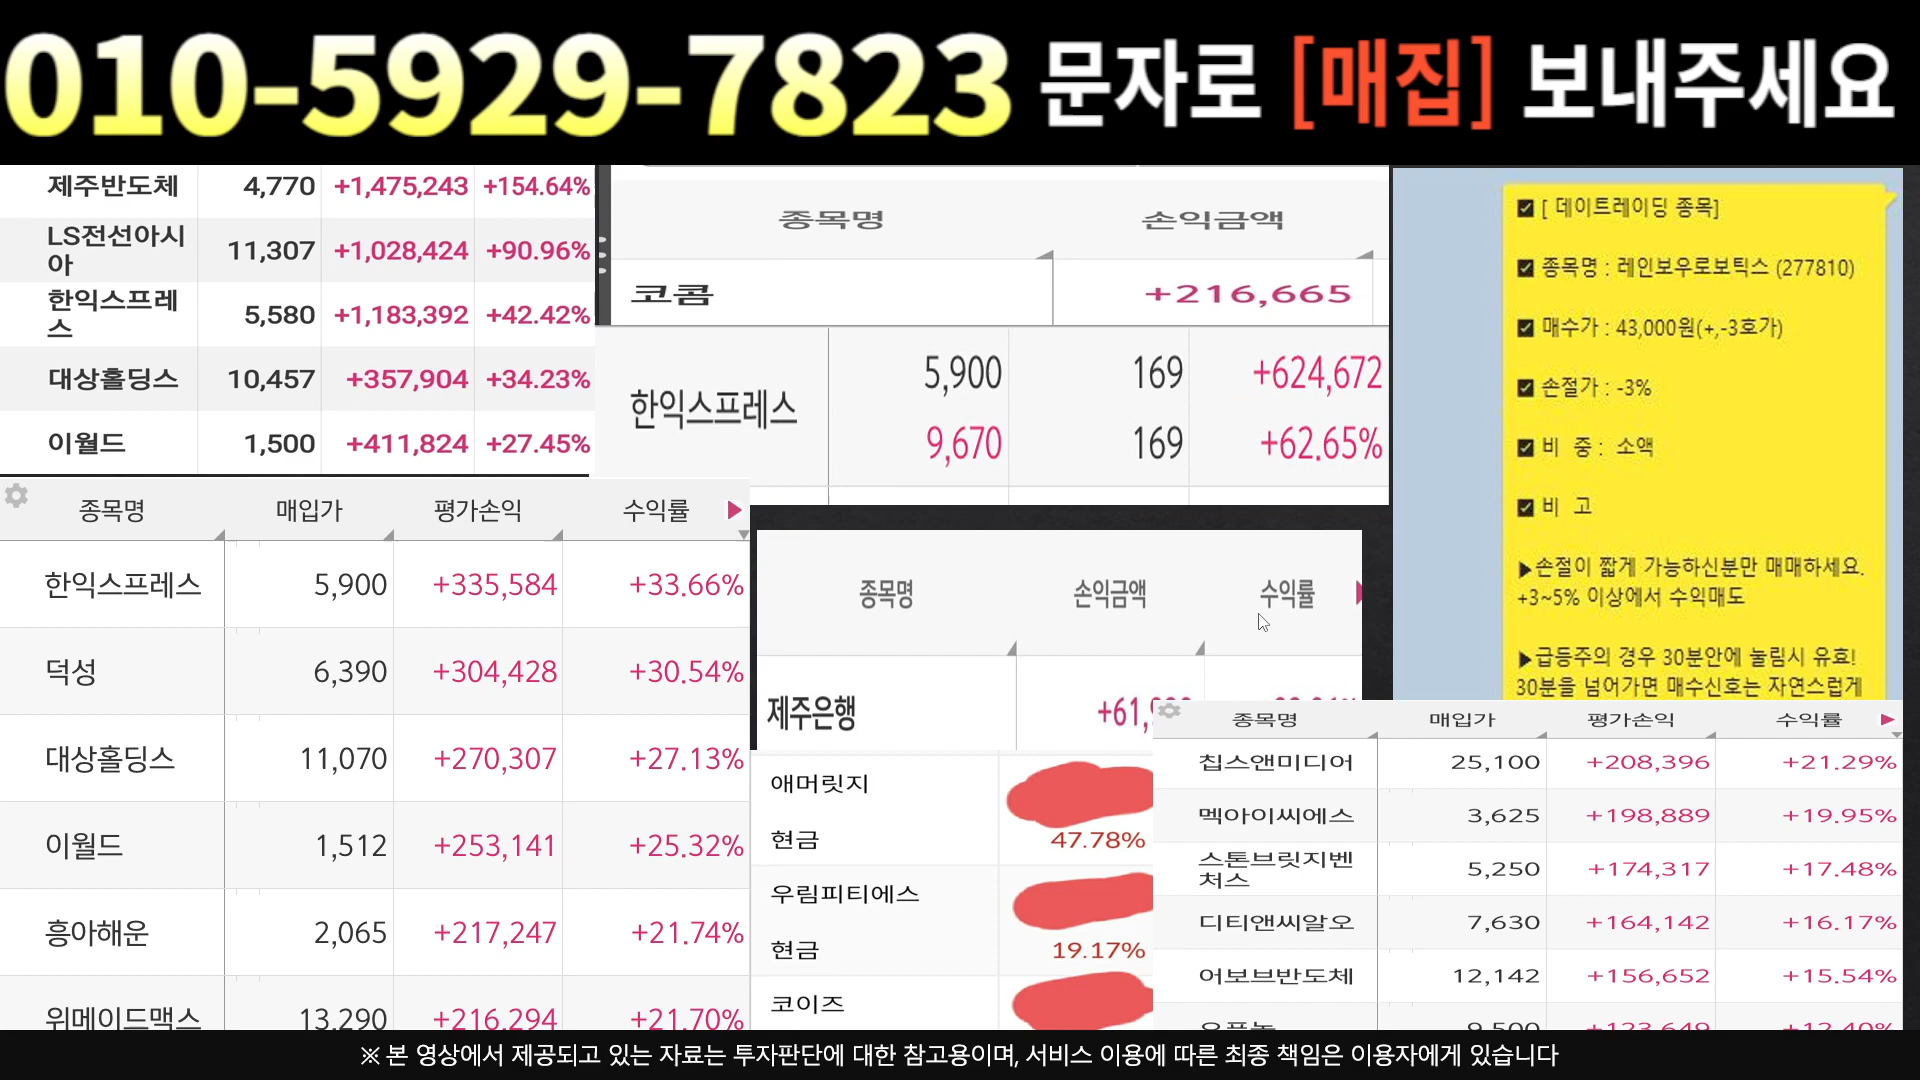 010-5929-7823 문자로 [매집] 보내주세요
제주반도체 4,770 +1,475,243 +154.64%
LS전선아시아 11,307 +1,028,424 +90.96%
한익스프레스 5,580 +1,183,392 +42.42%
대상홀딩스 10,457 +357,904 +34.23%
이월드 1,500 +411,824 +27.45%
종목명 손익금액
코콤 +216,665
한익스프레스
5,900 169 +624,672
9,670 169 +62.65%
[ 데이트레이딩 종목]
종목명 : 레인보우로보틱스 (277810)
매수가 : 43,000원(+,-3호가)
손절가 : -3%
비 중 : 소액
비 고
▶손절이 짧게 가능하신분만 매매하세요.
+3~5% 이상에서 수익매도
▶급등주의 경우 30분안에 눌림시 유효!
30분을 넘어가면 매수신호는 자연스럽게
종목명 매입가 평가손익 수익률
한익스프레스 5,900 +335,584 +33.66%
덕성 6,390 +304,428 +30.54%
대상홀딩스 11,070 +270,307 +27.13%
이월드 1,512 +253,141 +25.32%
흥아해운 2,065 +217,247 +21.74%
위메이드맥스 13,290 +216,294 +21.70%
종목명 손익금액 수익률
제주은행
애머릿지
현금 47.78%
우림피티에스
현금 19.17%
코이즈
종목명 매입가 평가손익 수익률
칩스앤미디어 25,100 +208,396 +21.29%
멕아이씨에스 3,625 +198,889 +19.95%
스톤브릿지벤처스 5,250 +174,317 +17.48%
디티앤씨알오 7,630 +164,142 +16.17%
어보브반도체 12,142 +156,652 +15.54%
※ 본 영상에서 제공되고 있는 자료는 투자판단에 대한 참고용이며, 서비스 이용에 따른 최종 책임은 이용자에게 있습니다